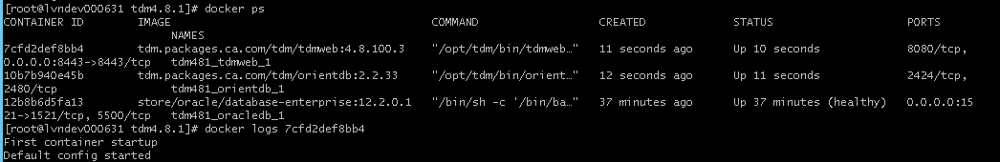 [root@lvndev000631 tdm4.8.1]# docker ps
CONTAINER ID IMAGE COMMAND CREATED STATUS PORTS
NAMES
7cfd2def8bb4 tdm.packages.ca.com/tdm/tdmweb:4.8.100.3 "/opt/tdm/bin/tdmweb…" 11 seconds ago Up 10 seconds 8080/tcp,
0.0.0.0:8443->8443/tcp tdm481_tdmweb_1
10b7b940e45b tdm.packages.ca.com/tdm/orientdb:2.2.33 "/opt/tdm/bin/orient…" 12 seconds ago Up 11 seconds 2424/tcp,
2480/tcp tdm481_orientdb_1
12b8b6d5fa13 store/oracle/database-enterprise:12.2.0.1 "/bin/sh -c '/bin/ba…" 37 minutes ago Up 37 minutes (healthy) 0.0.0.0:15
21->1521/tcp, 5500/tcp tdm481_oracledb_1
[root@lvndev000631 tdm4.8.1]# docker logs 7cfd2def8bb4
First container startup
Default config started